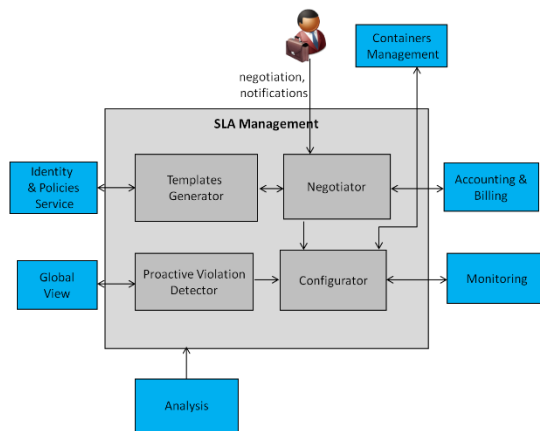 Containers
Management
negotiation,
notifications
SLA Management
Identity
& Policies
Service
Templates
Generator
Negotiator
Accounting &
Billing
Global
View
Proactive Violation
Detector
Configurator
Monitoring
Analysis